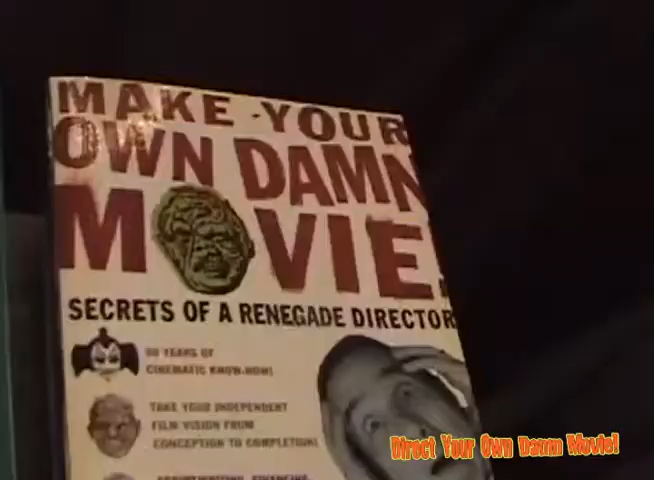 MAKE YOUR
OWN DAMN
MOVIE!
SECRETS OF A RENEGADE DIRECTOR
30 YEARS OF
CINEMATIC KNOW-HOW!
TAKE YOUR INDEPENDENT
FILM VISION FROM
CONCEPTION TO COMPLETION!
Direct Your Own Damn Movie!